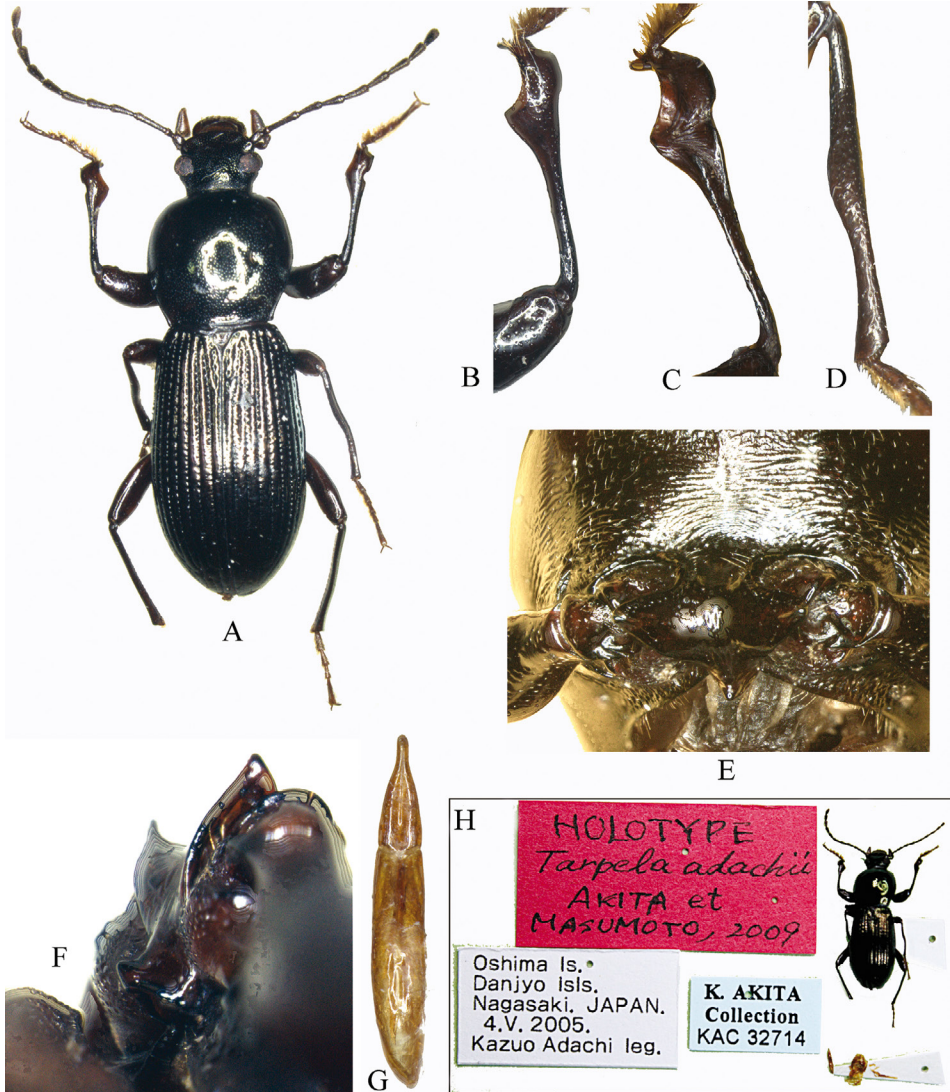 A
B
C
D
E
F
G
H
HOLOTYPE
Tarpela adachii
AKITA et
MASUMOTO, 2009
Oshima Is.
Danjyo isls.
Nagasaki, JAPAN.
4.V. 2005.
Kazuo Adachi leg.
K. AKITA
Collection
KAC 32714